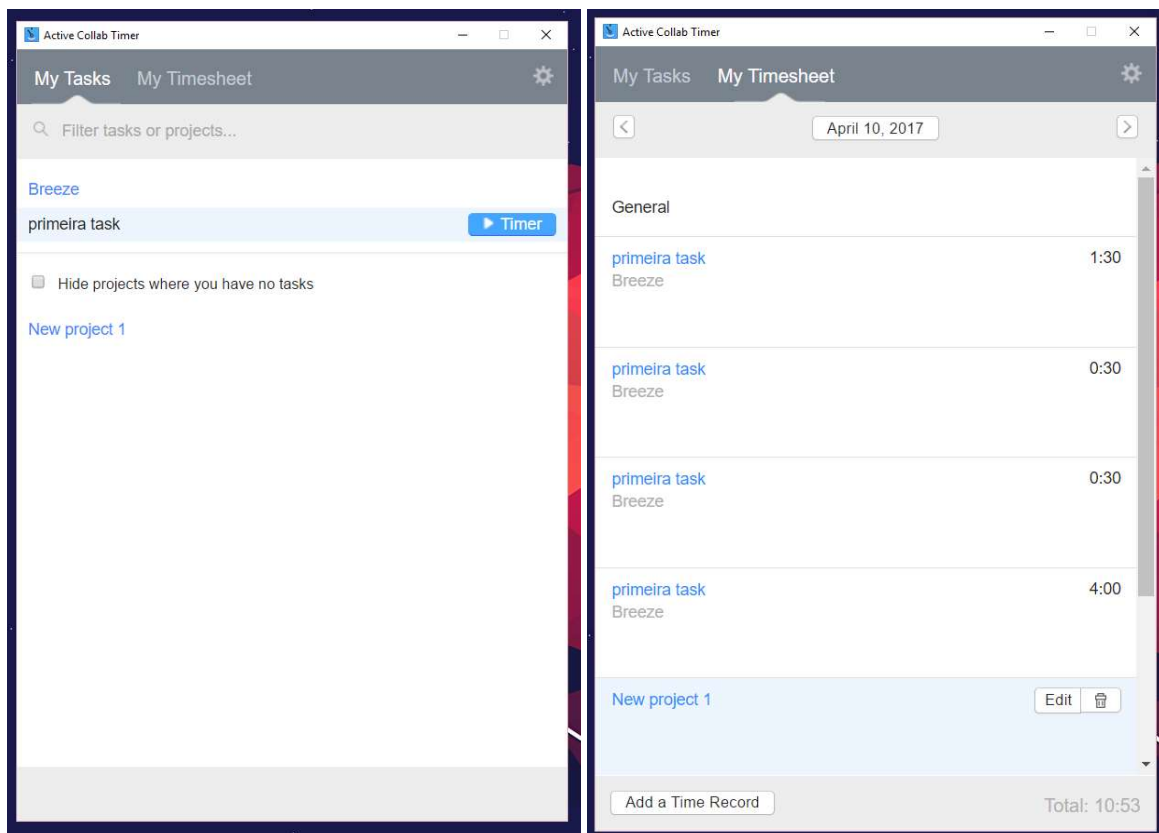 Active Collab Timer
My Tasks My Timesheet
Filter tasks or projects...
Breeze
primeira task Timer
Hide projects where you have no tasks
New project 1
Active Collab Timer
My Tasks My Timesheet
April 10, 2017
General
primeira task 1:30
Breeze
primeira task 0:30
Breeze
primeira task 0:30
Breeze
primeira task 4:00
Breeze
New project 1 Edit
Add a Time Record Total: 10:53